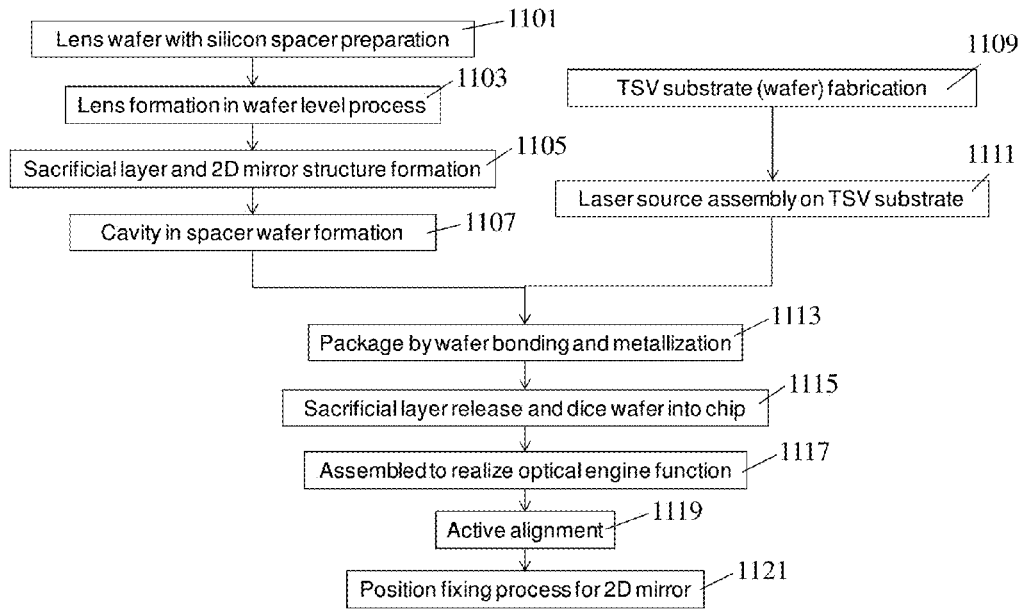 1101
Lens wafer with silicon spacer preparation
1103
Lens formation in wafer level process
1105
Sacrificial layer and 2D mirror structure formation
1107
Cavity in spacer wafer formation
1109
TSV substrate (wafer) fabrication
1111
Laser source assembly on TSV substrate
1113
Package by wafer bonding and metallization
1115
Sacrificial layer release and dice wafer into chip
1117
Assembled to realize optical engine function
1119
Active alignment
1121
Position fixing process for 2D mirror